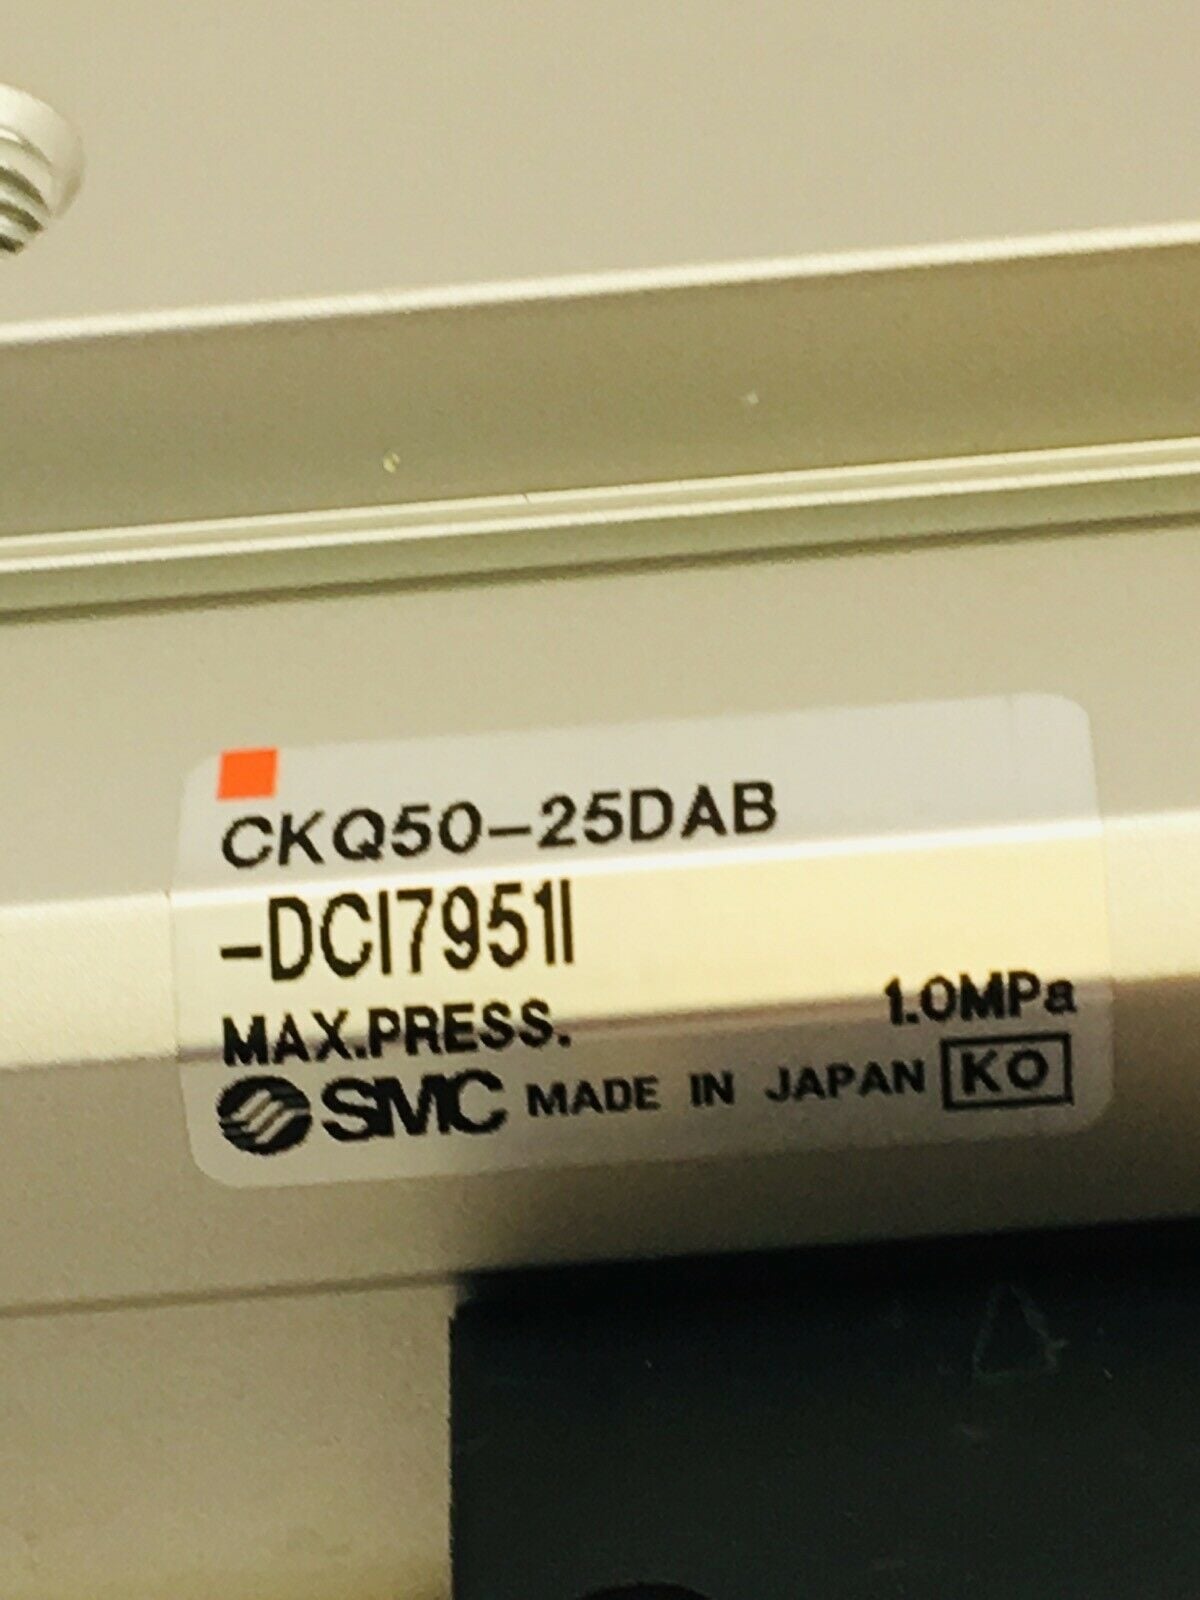 CKQ50-25DAB
-DCI7951I
MAX.PRESS. 1.0MPa
SMC MADE IN JAPAN KO